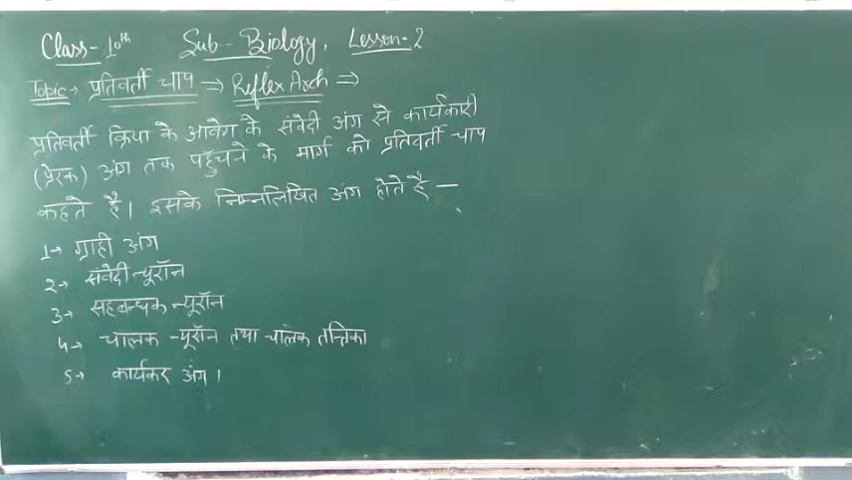 Class-10th Sub-Biology, Lesson-2
Topic→ प्रतिवर्ती चाप ⇒ Reflex Arch ⇒
प्रतिवर्ती क्रिया के आवेग के संवेदी अंग से कार्यकारी
(प्रेरक) अंग तक पहुँचने के मार्ग को प्रतिवर्ती चाप
कहते है। इसके निम्नलिखित अंग होते है —
1→ ग्राही अंग
2→ संवेदी न्यूरॉन
3→ सहबन्धक न्यूरॉन
4→ चालक न्यूरॉन तथा चालक तन्त्रिका
5→ कार्यकर अंग।